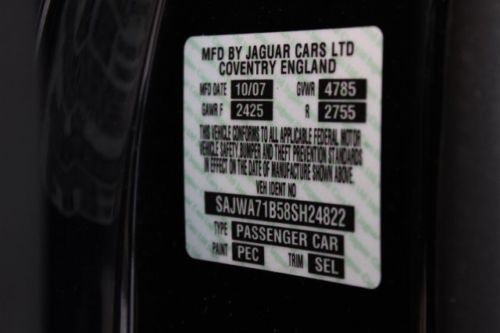 MFD BY JAGUAR CARS LTD
COVENTRY ENGLAND
MFD DATE 10/07 GVWR 4785
GAWR F 2425 R 2755
THIS VEHICLE CONFORMS TO ALL APPLICABLE FEDERAL MOTOR
VEHICLE SAFETY BUMPER AND THEFT PREVENTION STANDARDS
IN EFFECT ON THE DATE OF MANUFACTURE SHOWN ABOVE.
VEH IDENT NO
SAJWA71B58SH24822
TYPE PASSENGER CAR
PAINT PEC TRIM SEL